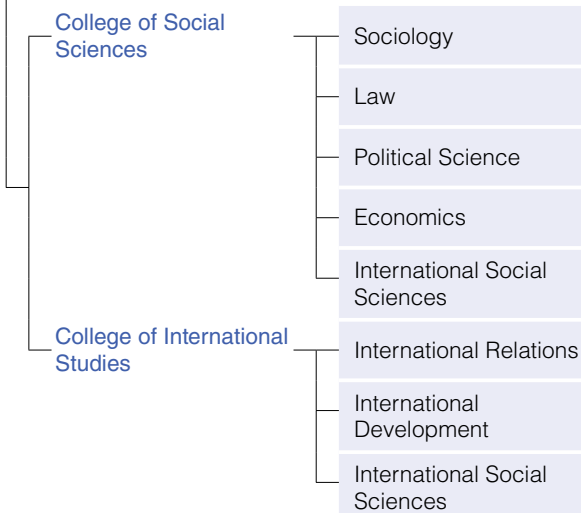 College of Social
Sciences
Sociology
Law
Political Science
Economics
International Social
Sciences
College of International
Studies
International Relations
International
Development
International Social
Sciences